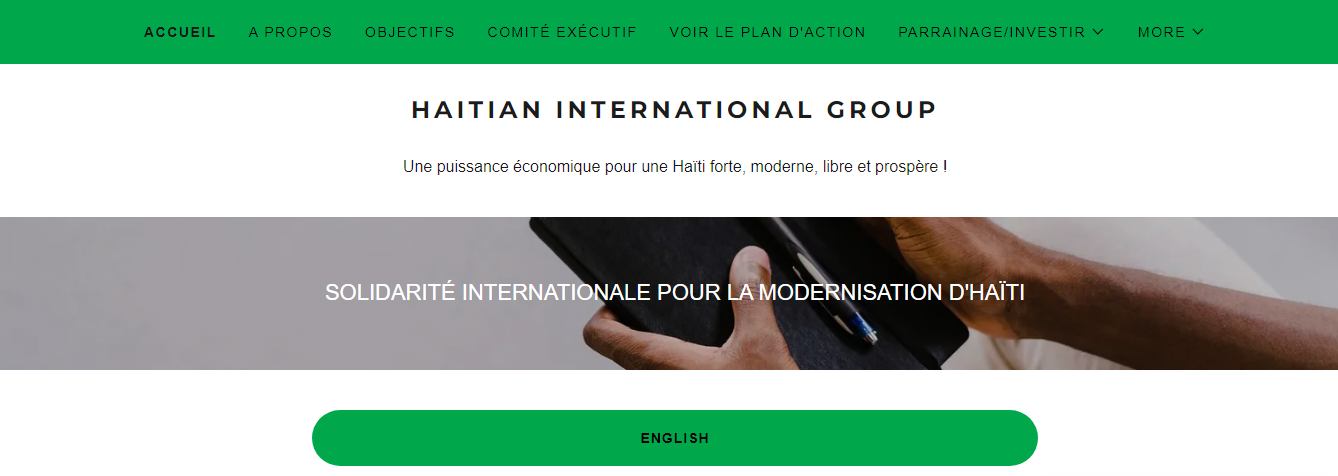 ACCUEIL A PROPOS OBJECTIFS COMITÉ EXÉCUTIF VOIR LE PLAN D'ACTION PARRAINAGE/INVESTIR MORE
HAITIAN INTERNATIONAL GROUP
Une puissance économique pour une Haïti forte, moderne, libre et prospère !
SOLIDARITÉ INTERNATIONALE POUR LA MODERNISATION D'HAÏTI
ENGLISH